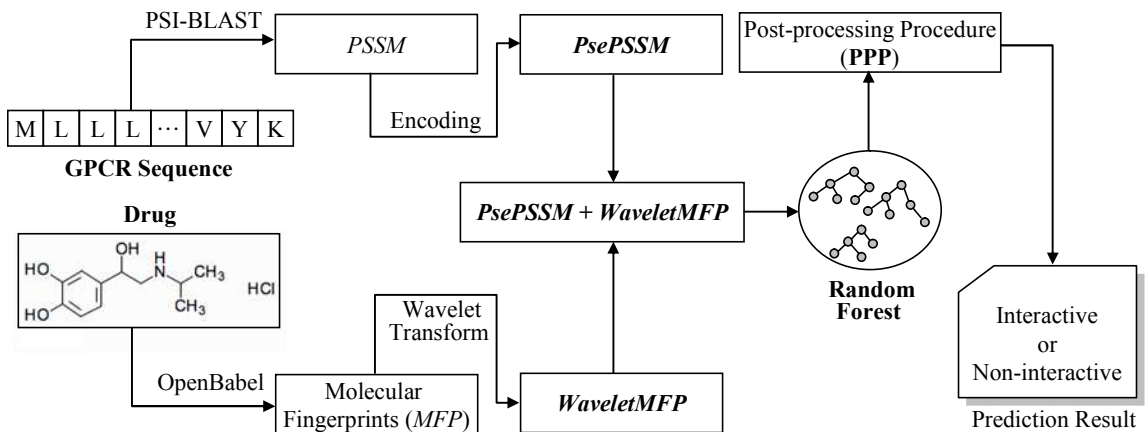 PSI-BLAST
PSSM
PsePSSM
Post-processing Procedure
(PPP)
Encoding
M L L L ··· V Y K
GPCR Sequence
Drug
OH
H
N
CH3
CH3
HO
HO
HCl
PsePSSM + WaveletMFP
Random
Forest
Wavelet
Transform
OpenBabel
Molecular
Fingerprints (MFP)
WaveletMFP
Interactive
or
Non-interactive
Prediction Result